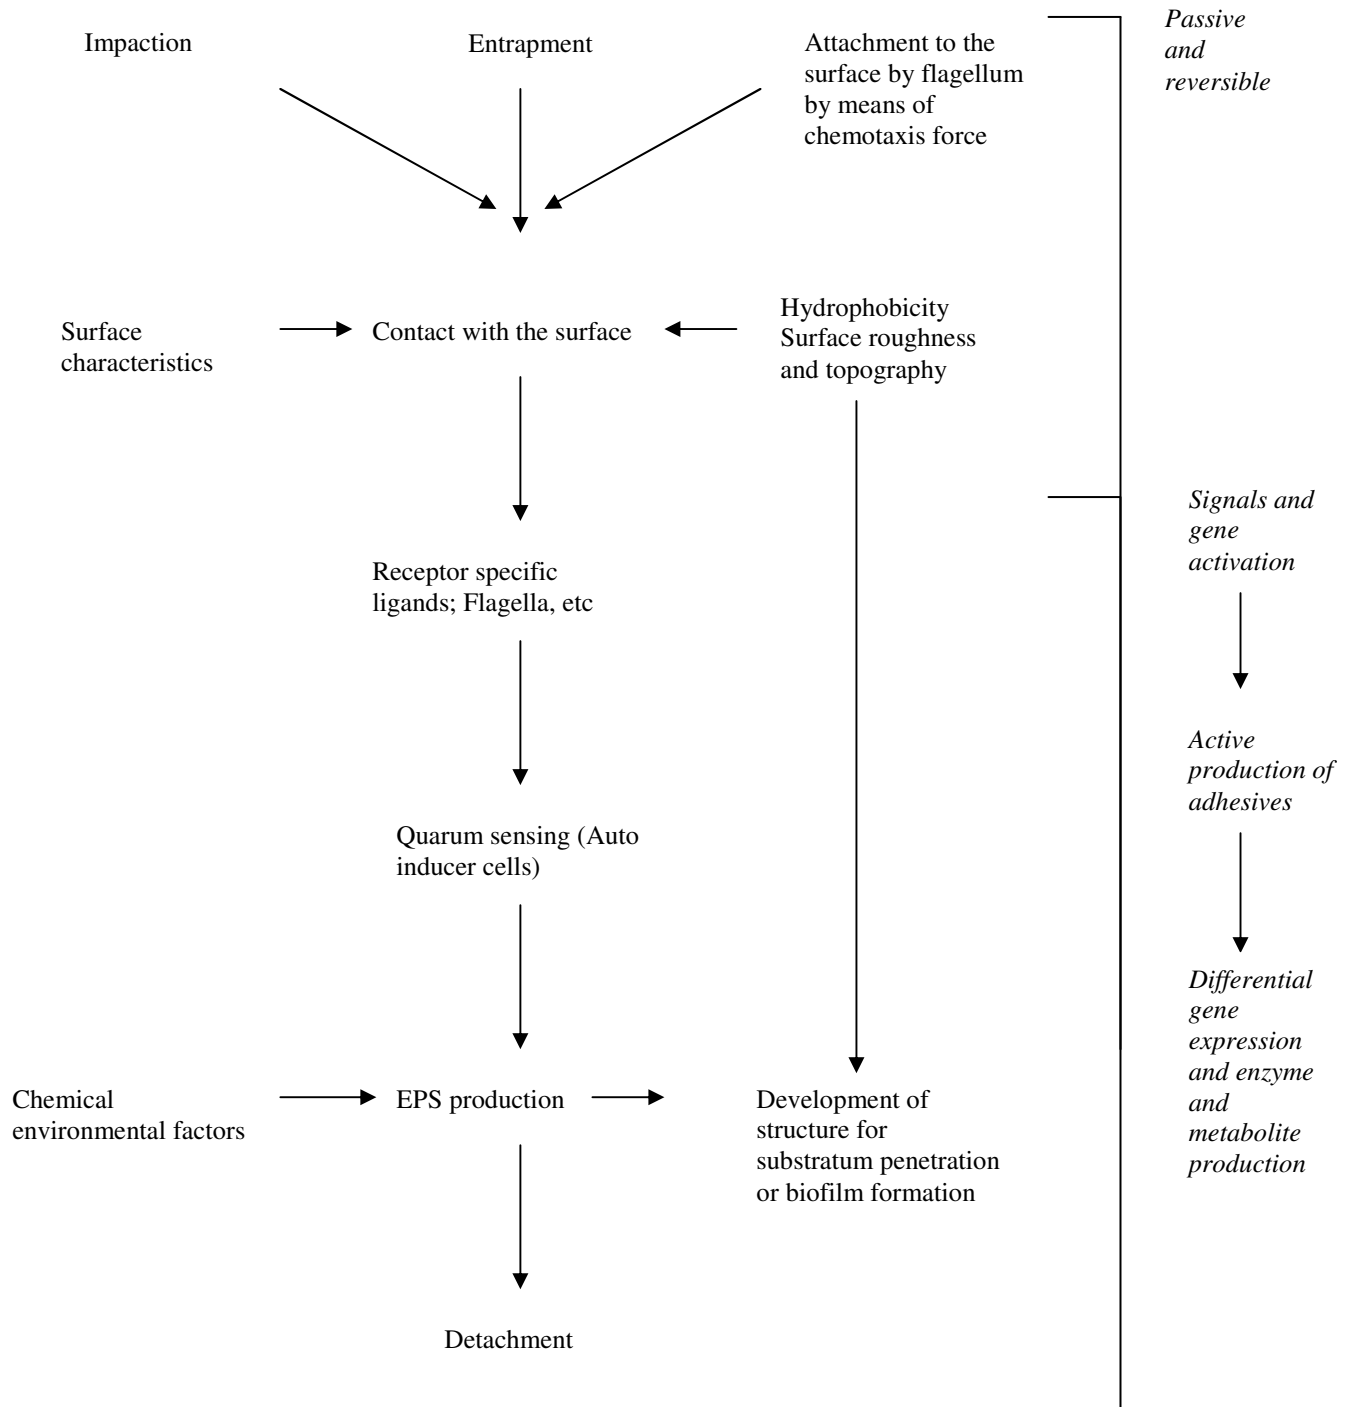 Impaction
Entrapment
Attachment to the
surface by flagellum
by means of
chemotaxis force
Passive
and
reversible
Surface
characteristics
Contact with the surface
Hydrophobicity
Surface roughness
and topography
Receptor specific
ligands; Flagella, etc
Signals and
gene
activation
Active
production of
adhesives
Quarum sensing (Auto
inducer cells)
Differential
gene
expression
and enzyme
and
metabolite
production
Chemical
environmental factors
EPS production
Development of
structure for
substratum penetration
or biofilm formation
Detachment